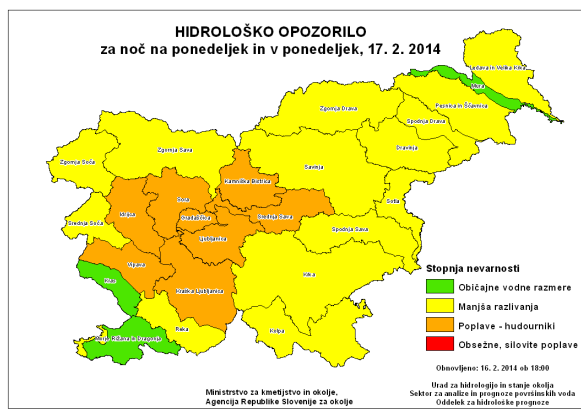 HIDROLOŠKO OPOZORILO
za noč na ponedeljek in v ponedeljek, 17. 2. 2014
Ledava in Velika Krka
Mura
Zgornja Drava
Pesnica in Ščavnica
Spodnja Drava
Dravinja
Zgornja Sava
Zgornja Soča
Savinja
Kamniška Bistrica
Sotla
Sora
Idrijca
Gradaščica
Srednja Sava
Srednja Soča
Spodnja Sava
Ljubljanica
Vipava
Kras
Krka
Kraška Ljubljanica
Reka
Kolpa
Morje Rižana in Dragonja
Stopnja nevarnosti
Običajne vodne razmere
Manjša razlivanja
Poplave - hudourniki
Obsežne, silovite poplave
Obnovljeno: 16. 2. 2014 ob 18:00
Ministrstvo za kmetijstvo in okolje,
Agencija Republike Slovenije za okolje
Urad za hidrologijo in stanje okolja
Sektor za analize in prognoze površinskih voda
Oddelek za hidrološke prognoze